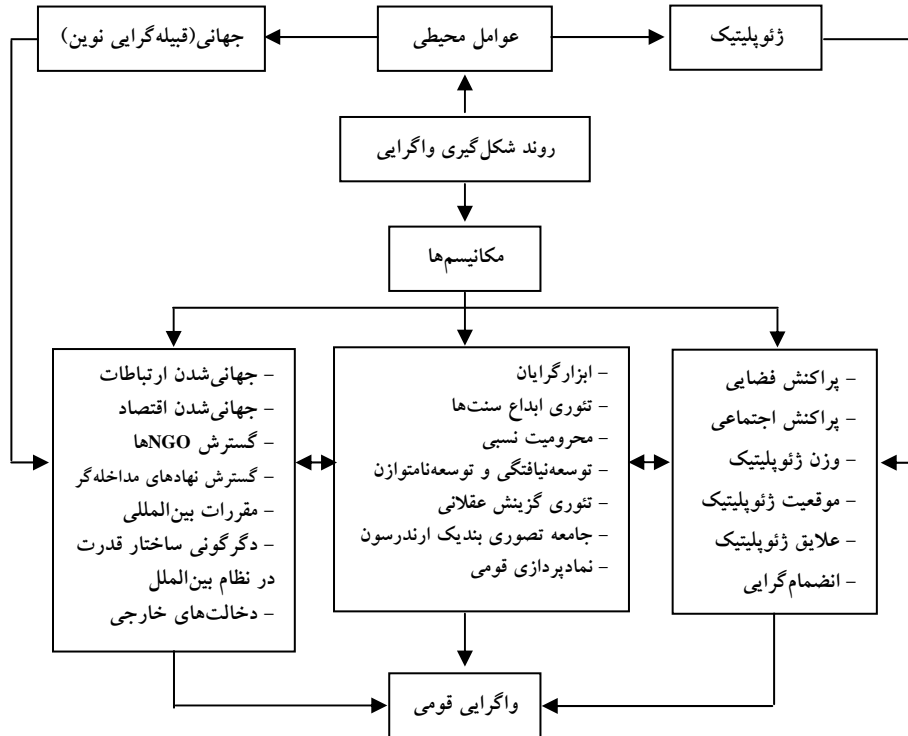 ژئوپلیتیک
عوامل محیطی
جهانی(قبیله‌گرایی نوین)
روند شکل‌گیری واگرایی
مکانیسم‌ها
– پراکنش فضایی
– پراکنش اجتماعی
– وزن ژئوپلیتیک
– موقعیت ژئوپلیتیک
– علایق ژئوپلیتیک
– انضمام‌گرایی
– ابزارگرایان
– تئوری ابداع سنت‌ها
– محرومیت نسبی
– توسعه‌نیافتگی و توسعه‌نامتوازن
– تئوری گزینش عقلانی
– جامعه تصوری بندیک ارندرسون
– نمادپردازی قومی
– جهانی‌شدن ارتباطات
– جهانی‌شدن اقتصاد
– گسترش NGOها
– گسترش نهادهای مداخله‌گر
– مقررات بین‌المللی
– دگرگونی ساختار قدرت
در نظام بین‌الملل
– دخالت‌های خارجی
واگرایی قومی